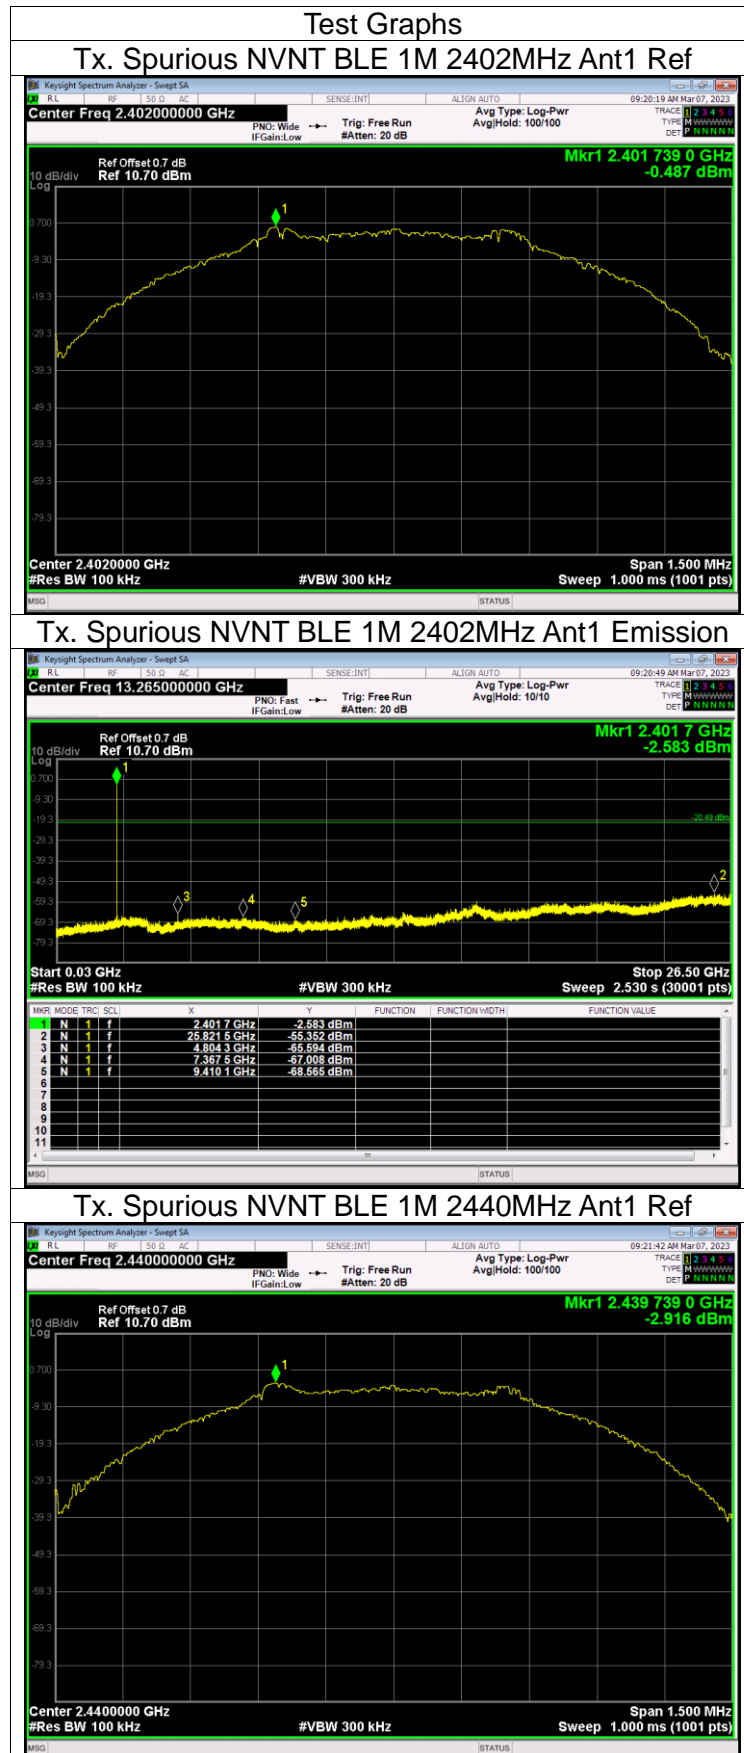 Test Graphs
Tx. Spurious NVNT BLE 1M 2402MHz Ant1 Ref
Keysight Spectrum Analyzer - Swept SA
RL RF 50 Ω AC SENSE:INT ALIGN AUTO 09:20:19 AM Mar 07, 2023
Center Freq 2.402000000 GHz Avg Type: Log-Pwr TRACE 1 2 3 4 5 6
PNO: Wide Trig: Free Run Avg|Hold: 100/100 TYPE M WWWWW
IFGain:Low #Atten: 20 dB DET P N N N N N
Mkr1 2.401 739 0 GHz
Ref Offset 0.7 dB
10 dB/div Ref 10.70 dBm -0.487 dBm
Log
1
0.700
-9.30
-19.3
-29.3
-39.3
-49.3
-59.3
-69.3
-79.3
Center 2.4020000 GHz Span 1.500 MHz
#Res BW 100 kHz #VBW 300 kHz Sweep 1.000 ms (1001 pts)
MSG STATUS
Tx. Spurious NVNT BLE 1M 2402MHz Ant1 Emission
Keysight Spectrum Analyzer - Swept SA
RL RF 50 Ω AC SENSE:INT ALIGN AUTO 09:20:49 AM Mar 07, 2023
Center Freq 13.265000000 GHz Avg Type: Log-Pwr TRACE 1 2 3 4 5 6
PNO: Fast Trig: Free Run Avg|Hold: 10/10 TYPE M WWWWW
IFGain:Low #Atten: 20 dB DET P N N N N N
Mkr1 2.401 7 GHz
Ref Offset 0.7 dB
10 dB/div Ref 10.70 dBm -2.583 dBm
Log
1
0.700
-9.30
-19.3 -20.49 dBm
-29.3
-39.3
-49.3 2
-59.3 3 4 5
-69.3
-79.3
Start 0.03 GHz Stop 26.50 GHz
#Res BW 100 kHz #VBW 300 kHz Sweep 2.530 s (30001 pts)
MKR MODE TRC SCL X Y FUNCTION FUNCTION WIDTH FUNCTION VALUE
1 N 1 f 2.401 7 GHz -2.583 dBm
2 N 1 f 25.821 5 GHz -55.352 dBm
3 N 1 f 4.804 3 GHz -65.594 dBm
4 N 1 f 7.367 5 GHz -67.008 dBm
5 N 1 f 9.410 1 GHz -68.565 dBm
6
7
8
9
10
11
MSG STATUS
Tx. Spurious NVNT BLE 1M 2440MHz Ant1 Ref
Keysight Spectrum Analyzer - Swept SA
RL RF 50 Ω AC SENSE:INT ALIGN AUTO 09:21:42 AM Mar 07, 2023
Center Freq 2.440000000 GHz Avg Type: Log-Pwr TRACE 1 2 3 4 5 6
PNO: Wide Trig: Free Run Avg|Hold: 100/100 TYPE M WWWWW
IFGain:Low #Atten: 20 dB DET P N N N N N
Mkr1 2.439 739 0 GHz
Ref Offset 0.7 dB
10 dB/div Ref 10.70 dBm -2.916 dBm
Log
1
0.700
-9.30
-19.3
-29.3
-39.3
-49.3
-59.3
-69.3
-79.3
Center 2.4400000 GHz Span 1.500 MHz
#Res BW 100 kHz #VBW 300 kHz Sweep 1.000 ms (1001 pts)
MSG STATUS